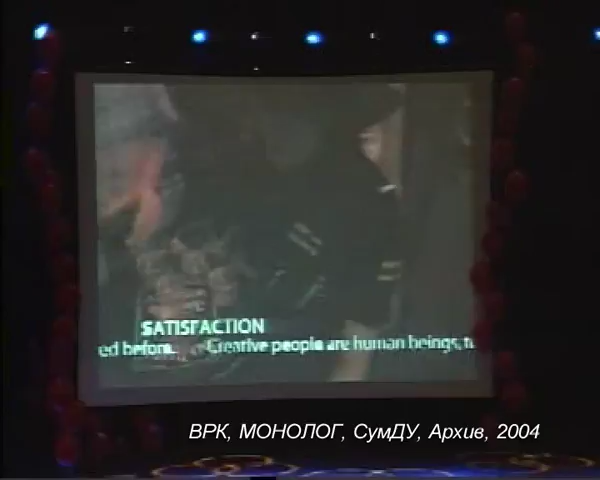 SATISFACTION
ed before. Creative people are human beings, t
ВРК, МОНОЛОГ, СумДУ, Архив, 2004